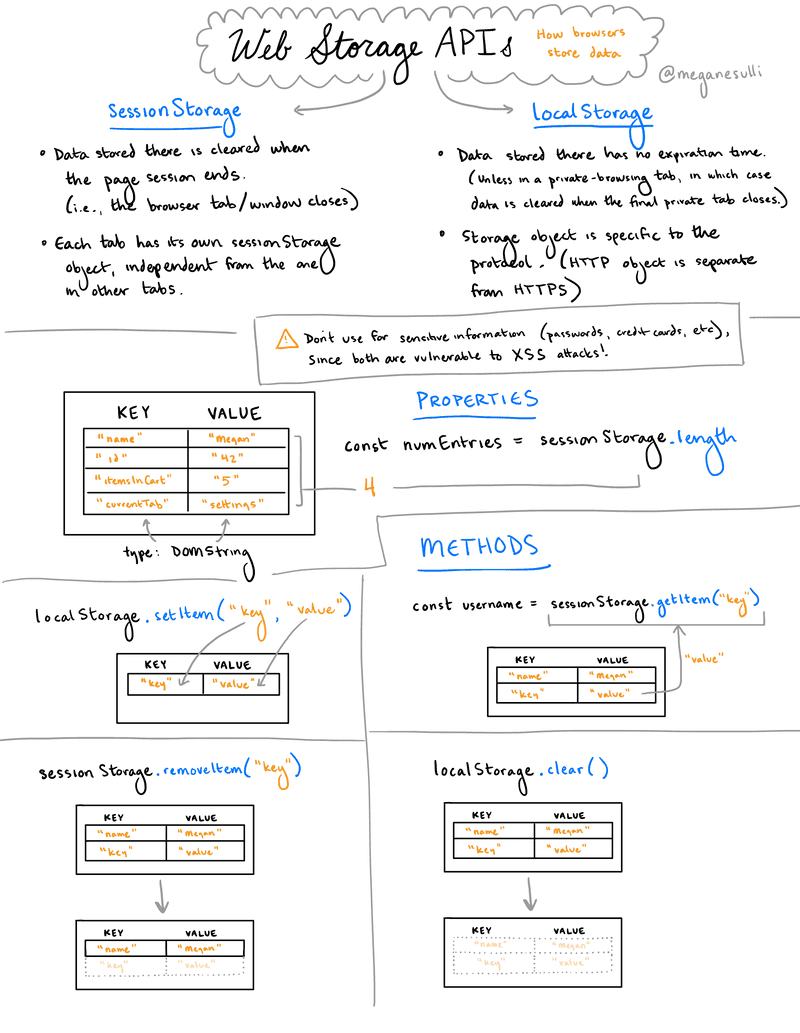 Web Storage APIs
How browsers
store data
@meganesulli
SessionStorage
• Data stored there is cleared when
the page session ends.
(i.e., the browser tab/window closes)
• Each tab has its own sessionStorage
object, independent from the one
in other tabs.
localStorage
• Data stored there has no expiration time.
(Unless in a private-browsing tab, in which case
data is cleared when the final private tab closes.)
• Storage object is specific to the
protocol. (HTTP object is separate
from HTTPS)
⚠ Don't use for sensitive information (passwords, credit cards, etc),
since both are vulnerable to XSS attacks!
KEY VALUE
"name" "megan"
"id" "42"
"itemsInCart" "5"
"currentTab" "settings"
type: DOMString
PROPERTIES
const numEntries = sessionStorage.length
4
METHODS
localStorage.setItem("key", "value")
KEY VALUE
"key" "value"
const username = sessionStorage.getItem("key")
"value"
KEY VALUE
"name" "megan"
"key" "value"
sessionStorage.removeItem("key")
KEY VALUE
"name" "megan"
"key" "value"
KEY VALUE
"name" "megan"
"key" "value"
localStorage.clear()
KEY VALUE
"name" "megan"
"key" "value"
KEY VALUE
"name" "megan"
"key" "value"